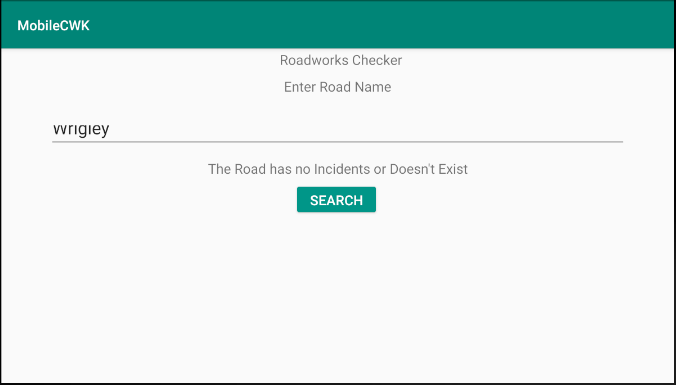 MobileCWK
Roadworks Checker
Enter Road Name
Wrigley
The Road has no Incidents or Doesn't Exist
SEARCH